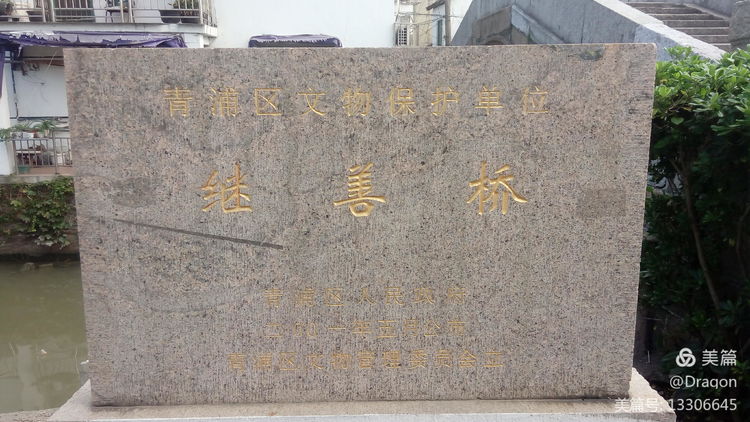 青浦区文物保护单位
继善桥
青浦区人民政府
二〇一一年五月公布
青浦区文物管理委员会立
美篇
@Dragon
美篇号: 13306645